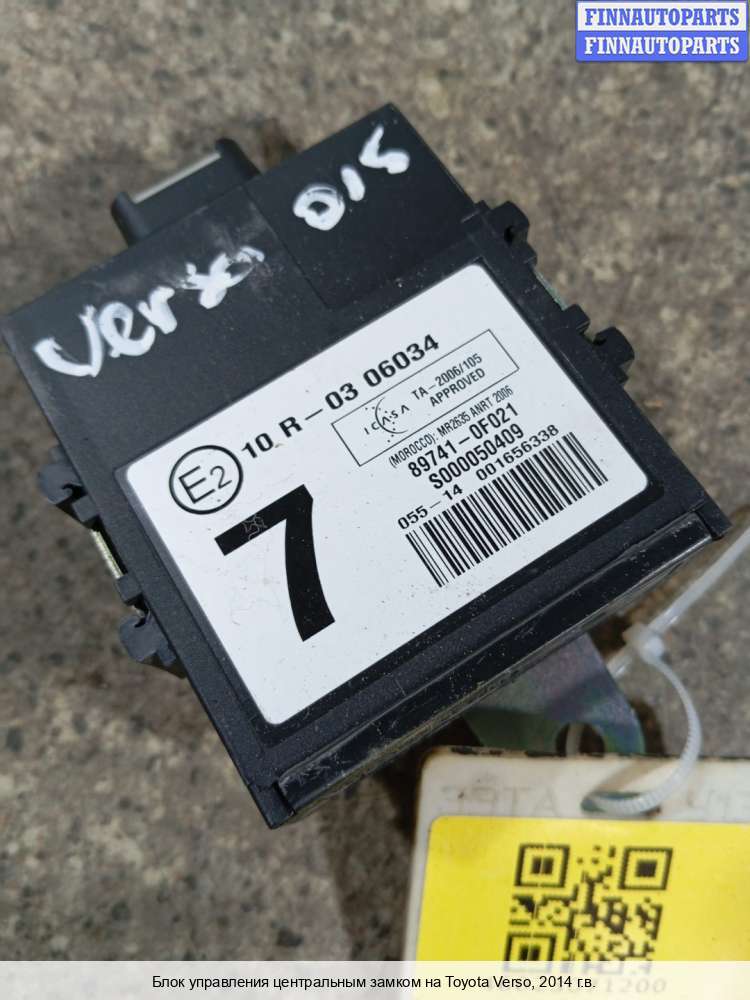 FINNAUTOPARTS
FINNAUTOPARTS
Verso 015
E2
10 R-03 06034
ICASA TA-2006/105
APPROVED
(MOROCCO): MR2635 ANRT 2006
89741-0F021
S000050409
055-14 001656338
7
Блок управления центральным замком на Toyota Verso, 2014 г.в.